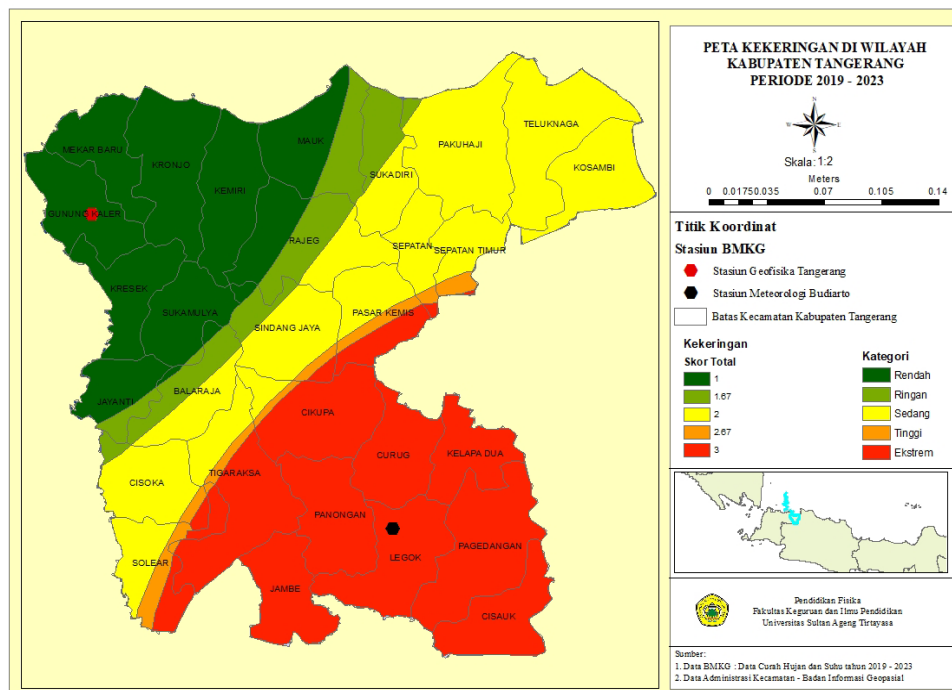 PETA KEKERINGAN DI WILAYAH
KABUPATEN TANGERANG
PERIODE 2019 - 2023
N
W
E
S
Skala: 1:2
Meters
0 0.01750.035 0.07 0.105 0.14
Titik Koordinat
Stasiun BMKG
Stasiun Geofisika Tangerang
Stasiun Meteorologi Budiarto
Batas Kecamatan Kabupaten Tangerang
Kekeringan
Skor Total
1
1.67
2
2.67
3
Kategori
Rendah
Ringan
Sedang
Tinggi
Ekstrem
Pendidikan Fisika
Fakultas Keguruan dan Ilmu Pendidikan
Universitas Sultan Ageng Tirtayasa
Sumber:
1. Data BMKG : Data Curah Hujan dan Suhu tahun 2019 - 2023
2. Data Administrasi Kecamatan - Badan Informasi Geopasial
TELUKNAGA
MAUK
PAKUHAJI
MEKAR BARU
KRONJO
KOSAMBI
SUKADIRI
KEMIRI
GUNUNG KALER
RAJEG
SEPATAN
SEPATAN TIMUR
KRESEK
SUKAMULYA
PASAR KEMIS
SINDANG JAYA
BALARAJA
JAYANTI
CIKUPA
CURUG
KELAPA DUA
TIGARAKSA
CISOKA
PANONGAN
PAGEDANGAN
LEGOK
SOLEAR
JAMBE
CISAUK